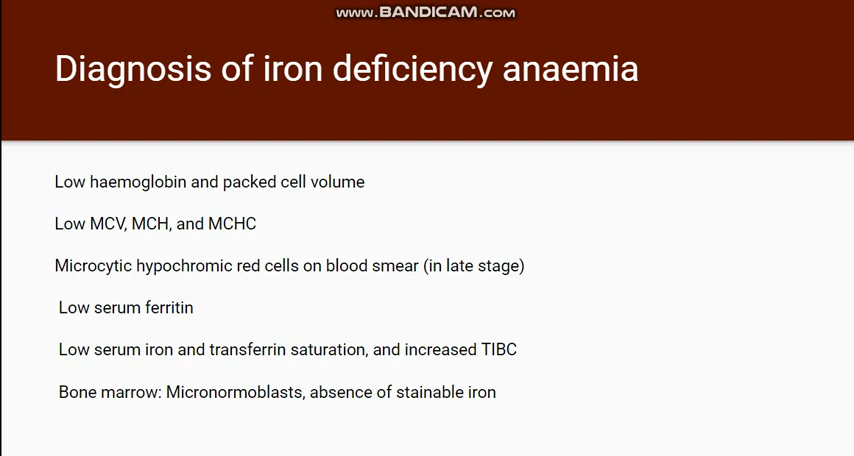 www.BANDICAM.com
Diagnosis of iron deficiency anaemia
Low haemoglobin and packed cell volume
Low MCV, MCH, and MCHC
Microcytic hypochromic red cells on blood smear (in late stage)
Low serum ferritin
Low serum iron and transferrin saturation, and increased TIBC
Bone marrow: Micronormoblasts, absence of stainable iron